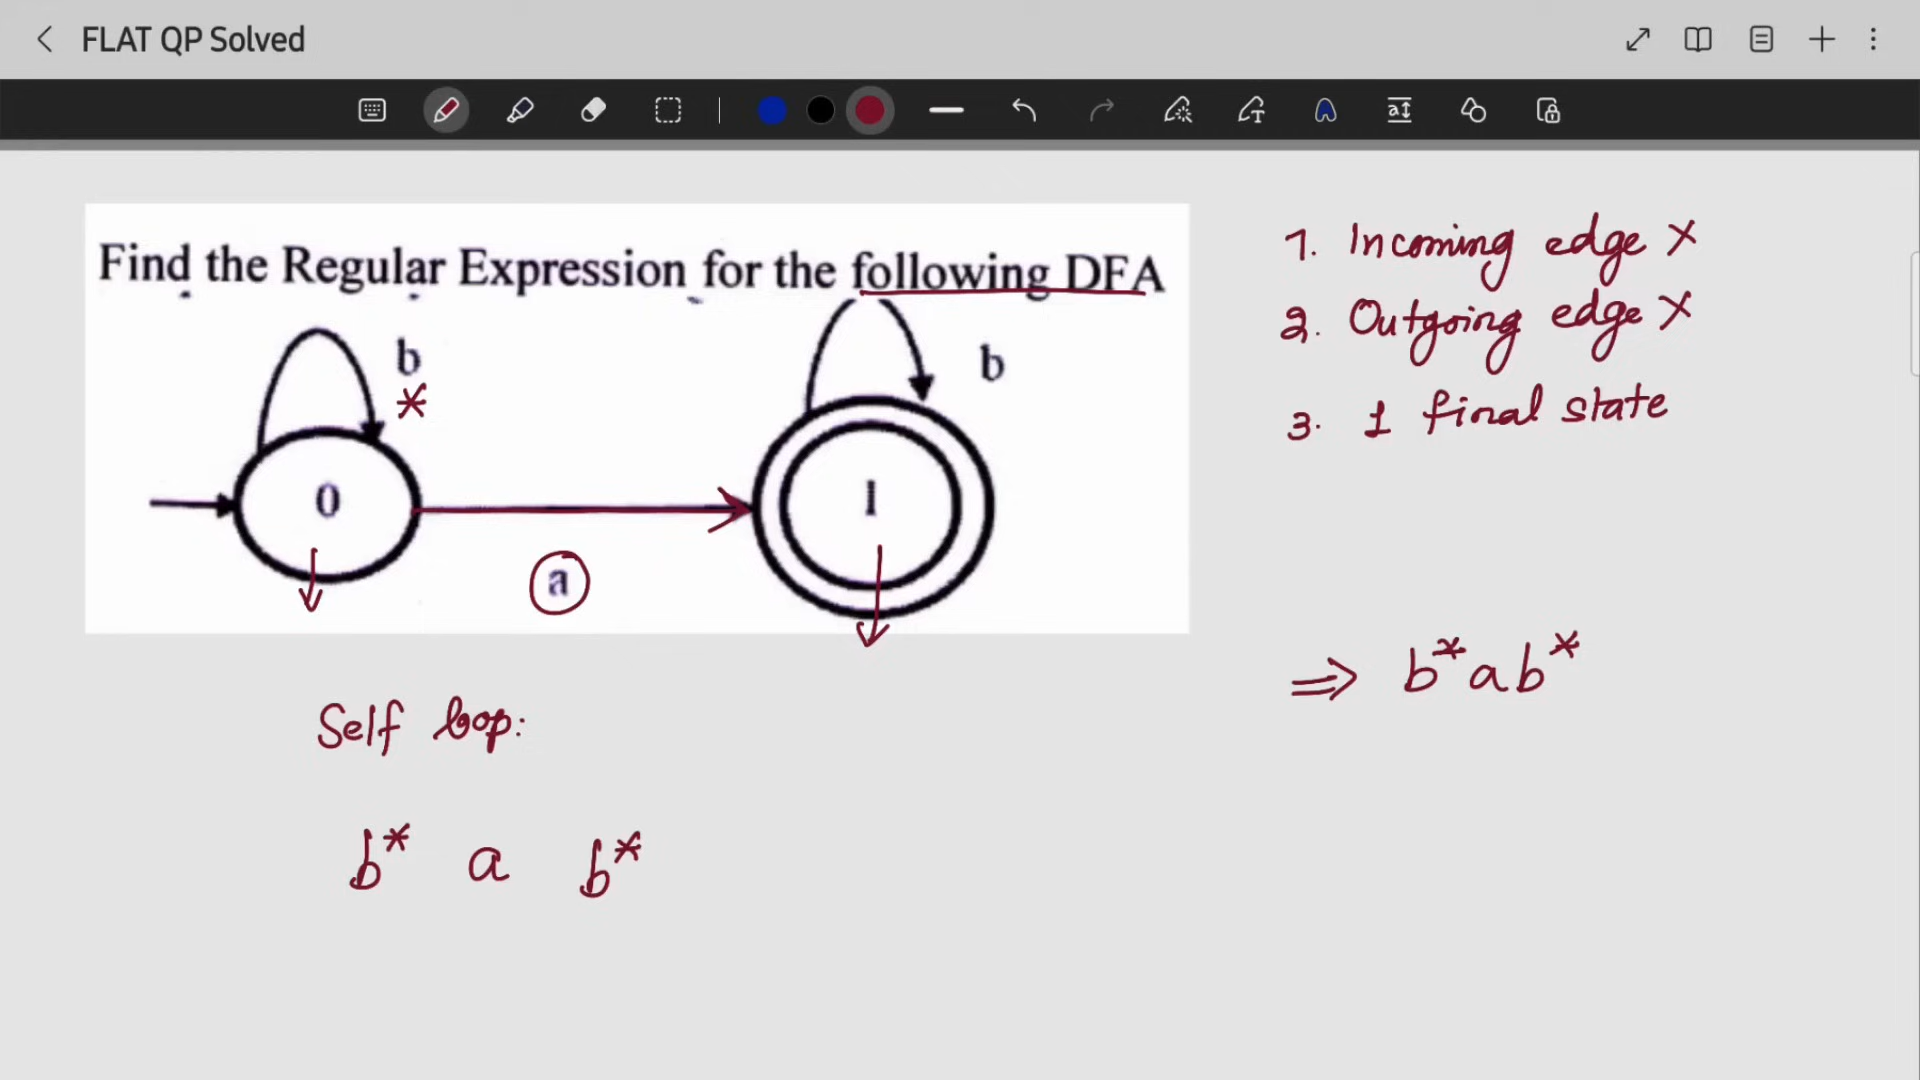 FLAT QP Solved
Find the Regular Expression for the following DFA
b
*
b
0
1
a
1. Incoming edge X
2. Outgoing edge X
3. 1 final state
⇒ b*ab*
Self loop:
b* a b*